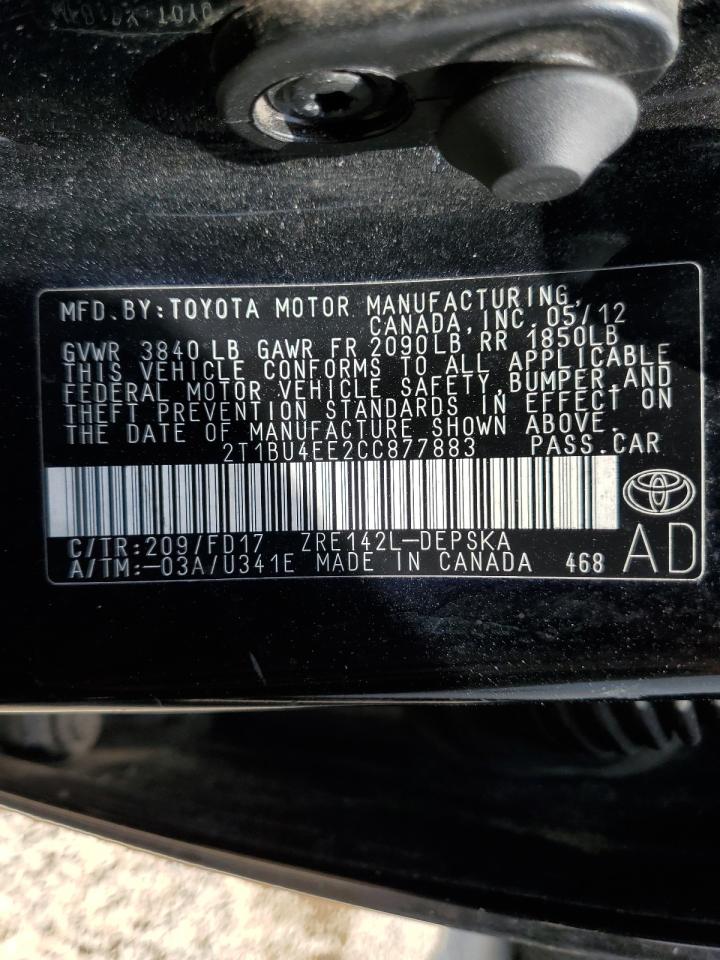 MFD.BY:TOYOTA MOTOR MANUFACTURING,
CANADA, INC. 05/12
GVWR 3840 LB GAWR FR 2090LB, RR 1850LB
THIS VEHICLE CONFORMS TO ALL APPLICABLE
FEDERAL MOTOR VEHICLE SAFETY, BUMPER, AND
THEFT PREVENTION STANDARDS IN EFFECT ON
THE DATE OF MANUFACTURE SHOWN ABOVE.
2T1BU4EE2CC877883 PASS.CAR
C/TR:209/FD17 ZRE142L-DEPSKA
A/TM:-03A/U341E MADE IN CANADA 468 AD